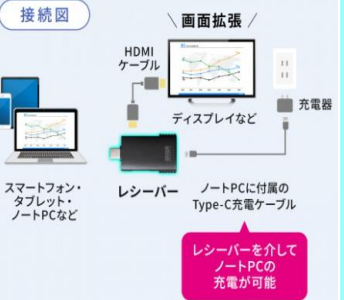 接続図
\ 画面拡張 /
HDMI
ケーブル
ディスプレイなど
充電器
スマートフォン・
タブレット・
ノートPCなど
レシーバー
ノートPCに付属の
Type-C充電ケーブル
レシーバーを介して
ノートPCの
充電が可能